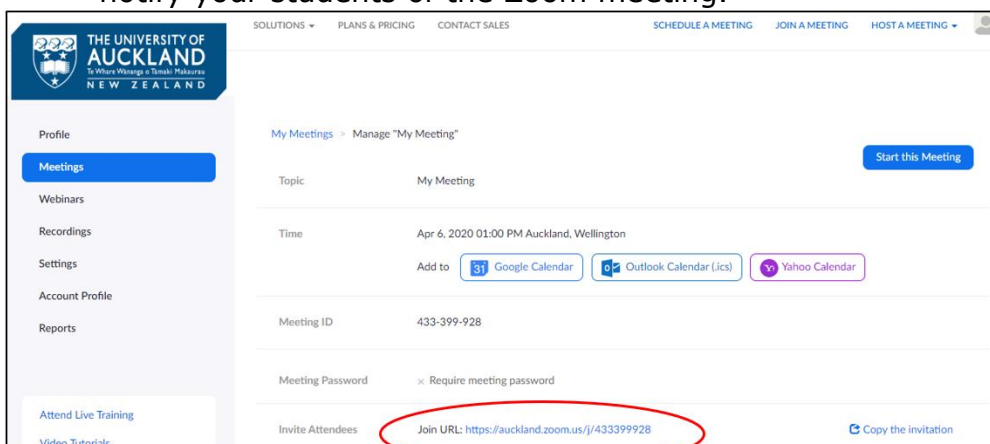 notify your students of the Zoom meeting.
SOLUTIONS PLANS & PRICING CONTACT SALES SCHEDULE A MEETING JOIN A MEETING HOST A MEETING
THE UNIVERSITY OF
AUCKLAND
Te Whare Wānanga o Tāmaki Makaurau
NEW ZEALAND
Profile
Meetings
Webinars
Recordings
Settings
Account Profile
Reports
Attend Live Training
Video Tutorials
My Meetings > Manage "My Meeting"
Start this Meeting
Topic My Meeting
Time Apr 6, 2020 01:00 PM Auckland, Wellington
Add to 31 Google Calendar Outlook Calendar (.ics) Yahoo Calendar
Meeting ID 433-399-928
Meeting Password × Require meeting password
Invite Attendees Join URL: https://auckland.zoom.us/j/433399928 Copy the invitation